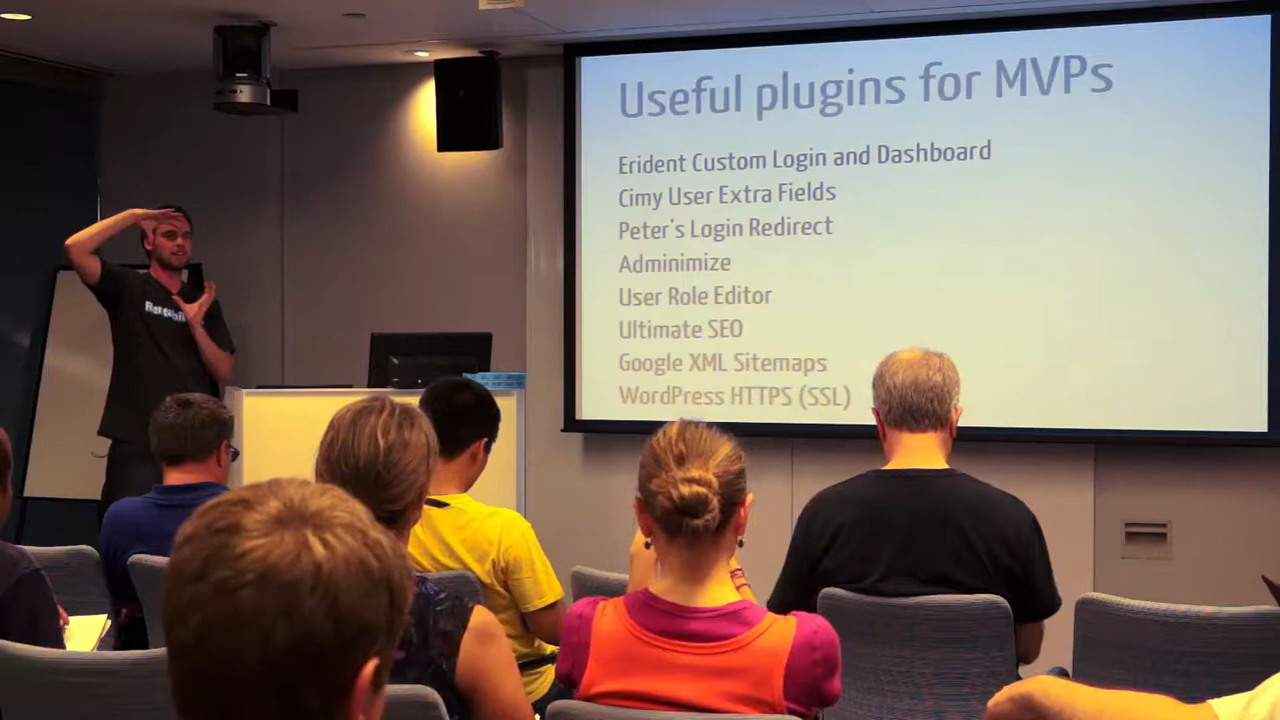 Useful plugins for MVPs
Erident Custom Login and Dashboard
Cimy User Extra Fields
Peter's Login Redirect
Adminimize
User Role Editor
Ultimate SEO
Google XML Sitemaps
WordPress HTTPS (SSL)